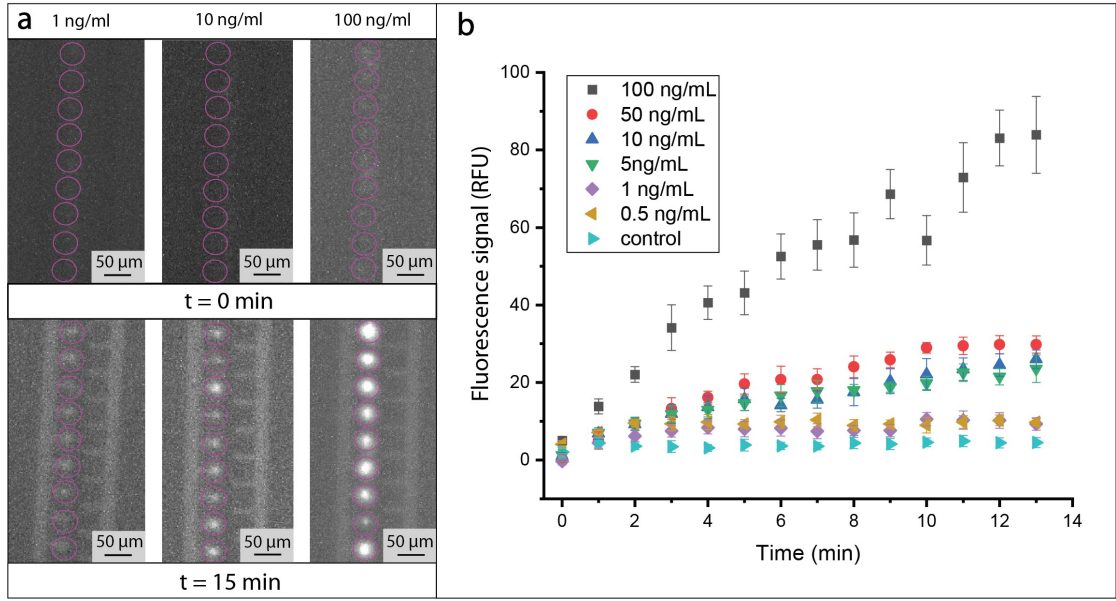 a
1 ng/ml 10 ng/ml 100 ng/ml
50 μm 50 μm 50 μm
t = 0 min
50 μm 50 μm 50 μm
t = 15 min
b
100
80
60
40
20
0
Fluorescence signal (RFU)
100 ng/mL
50 ng/mL
10 ng/mL
5ng/mL
1 ng/mL
0.5 ng/mL
control
0 2 4 6 8 10 12 14
Time (min)